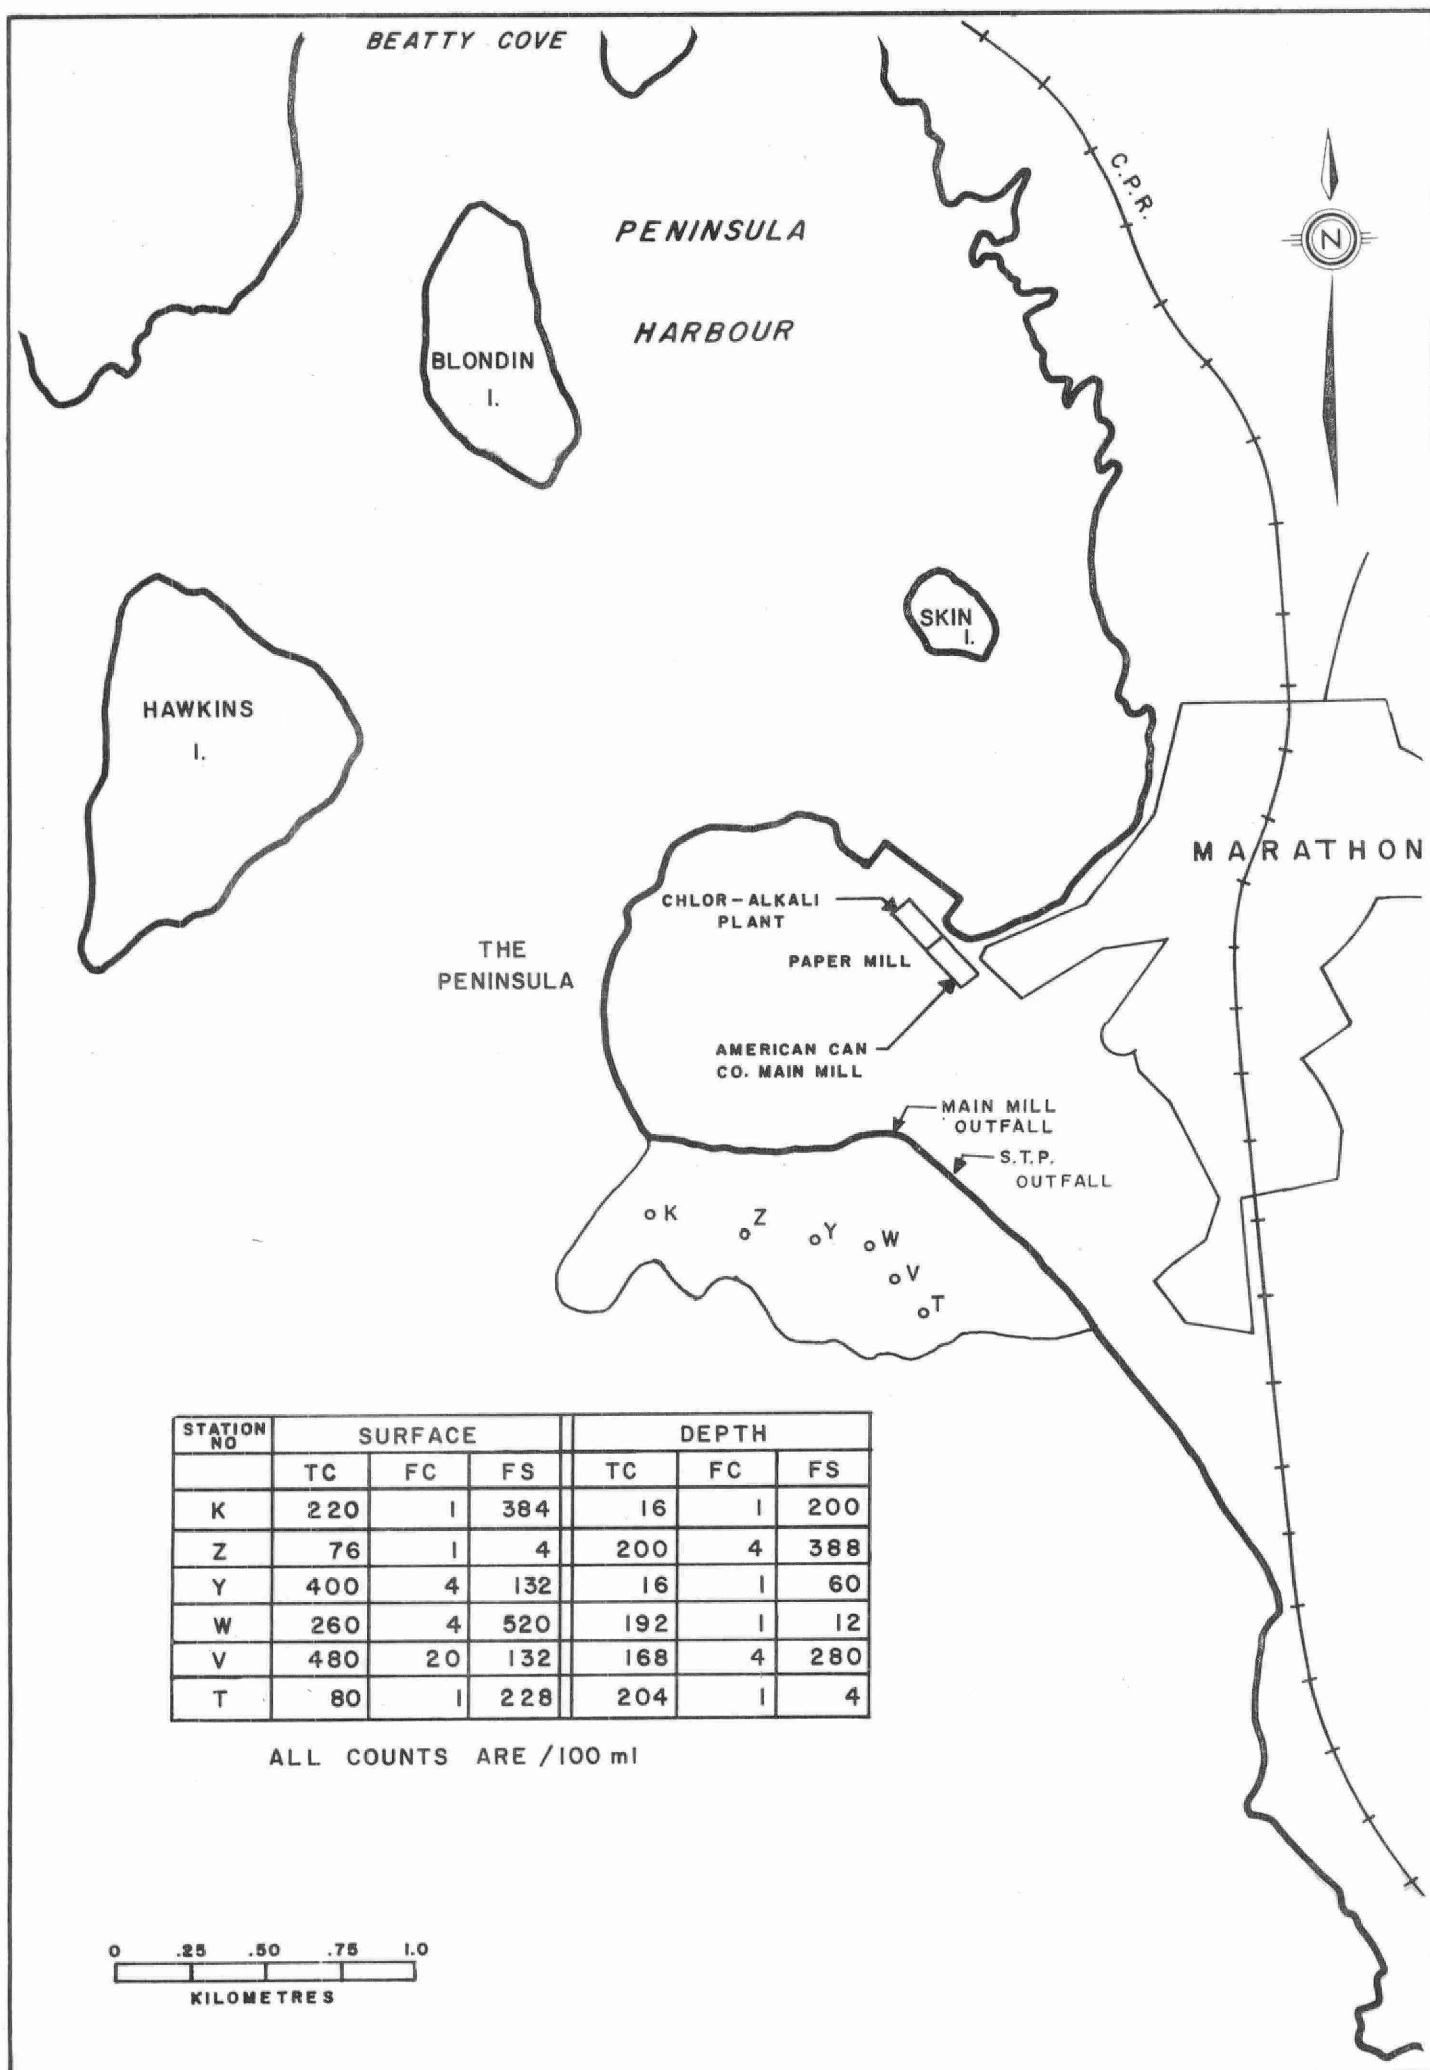 BEATTY COVE
C.P.R.
PENINSULA
HARBOUR
N
BLONDIN
I.
SKIN
I.
HAWKINS
I.
MARATHON
CHLOR-ALKALI
PLANT
THE
PENINSULA
PAPER MILL
AMERICAN CAN
CO. MAIN MILL
MAIN MILL
OUTFALL
S.T.P.
OUTFALL
K
Z
Y
W
V
T
STATION NO SURFACE DEPTH
TC FC FS TC FC FS
K 220 1 384 16 1 200
Z 76 1 4 200 4 388
Y 400 4 132 16 1 60
W 260 4 520 192 1 12
V 480 20 132 168 4 280
T 80 1 228 204 1 4
ALL COUNTS ARE /100 ml
0 .25 .50 .75 1.0
KILOMETRES